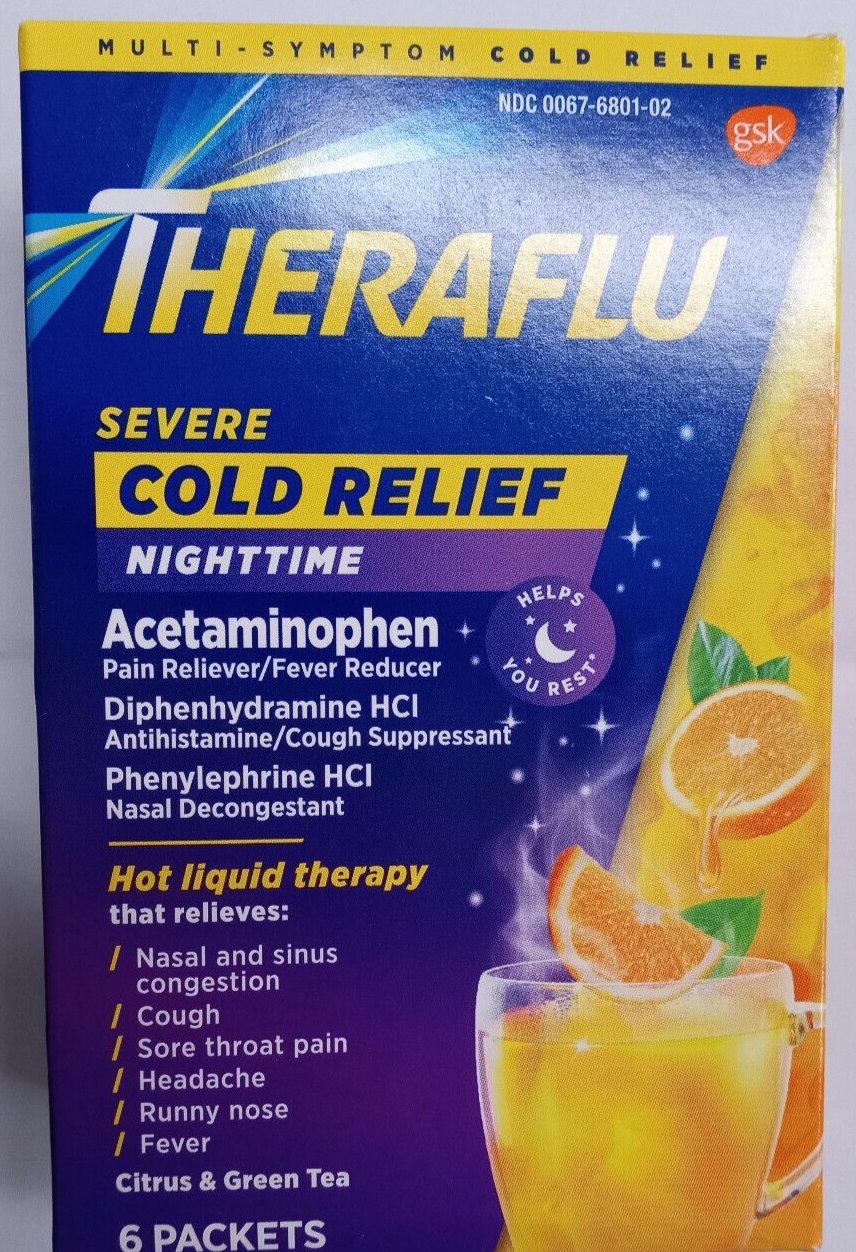 MULTI-SYMPTOM COLD RELIEF
NDC 0067-6801-02
gsk
THERAFLU
SEVERE
COLD RELIEF
NIGHTTIME
HELPS
YOU REST*
Acetaminophen
Pain Reliever/Fever Reducer
Diphenhydramine HCl
Antihistamine/Cough Suppressant
Phenylephrine HCl
Nasal Decongestant
Hot liquid therapy
that relieves:
/ Nasal and sinus
congestion
/ Cough
/ Sore throat pain
/ Headache
/ Runny nose
/ Fever
Citrus & Green Tea
6 PACKETS